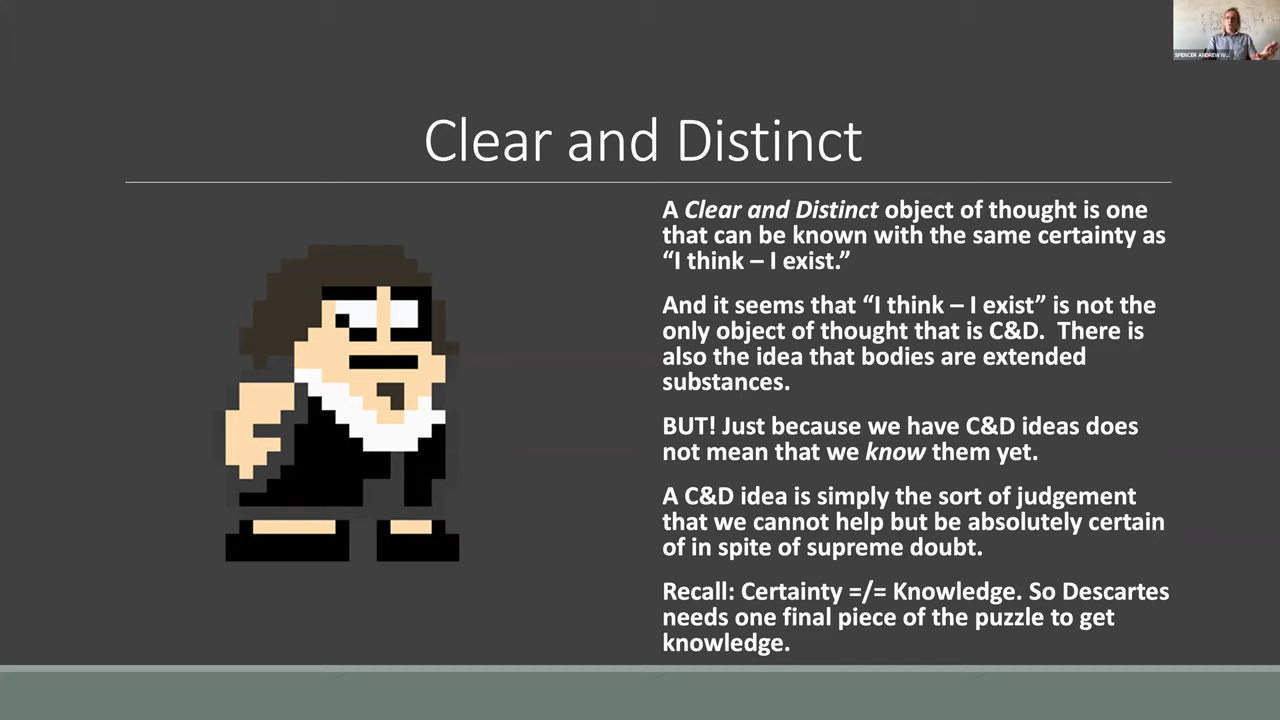 SPENCER ANDREW IV...
Clear and Distinct
A Clear and Distinct object of thought is one
that can be known with the same certainty as
“I think – I exist.”
And it seems that “I think – I exist” is not the
only object of thought that is C&D.  There is
also the idea that bodies are extended
substances.
BUT! Just because we have C&D ideas does
not mean that we know them yet.
A C&D idea is simply the sort of judgement
that we cannot help but be absolutely certain
of in spite of supreme doubt.
Recall: Certainty =/= Knowledge. So Descartes
needs one final piece of the puzzle to get
knowledge.